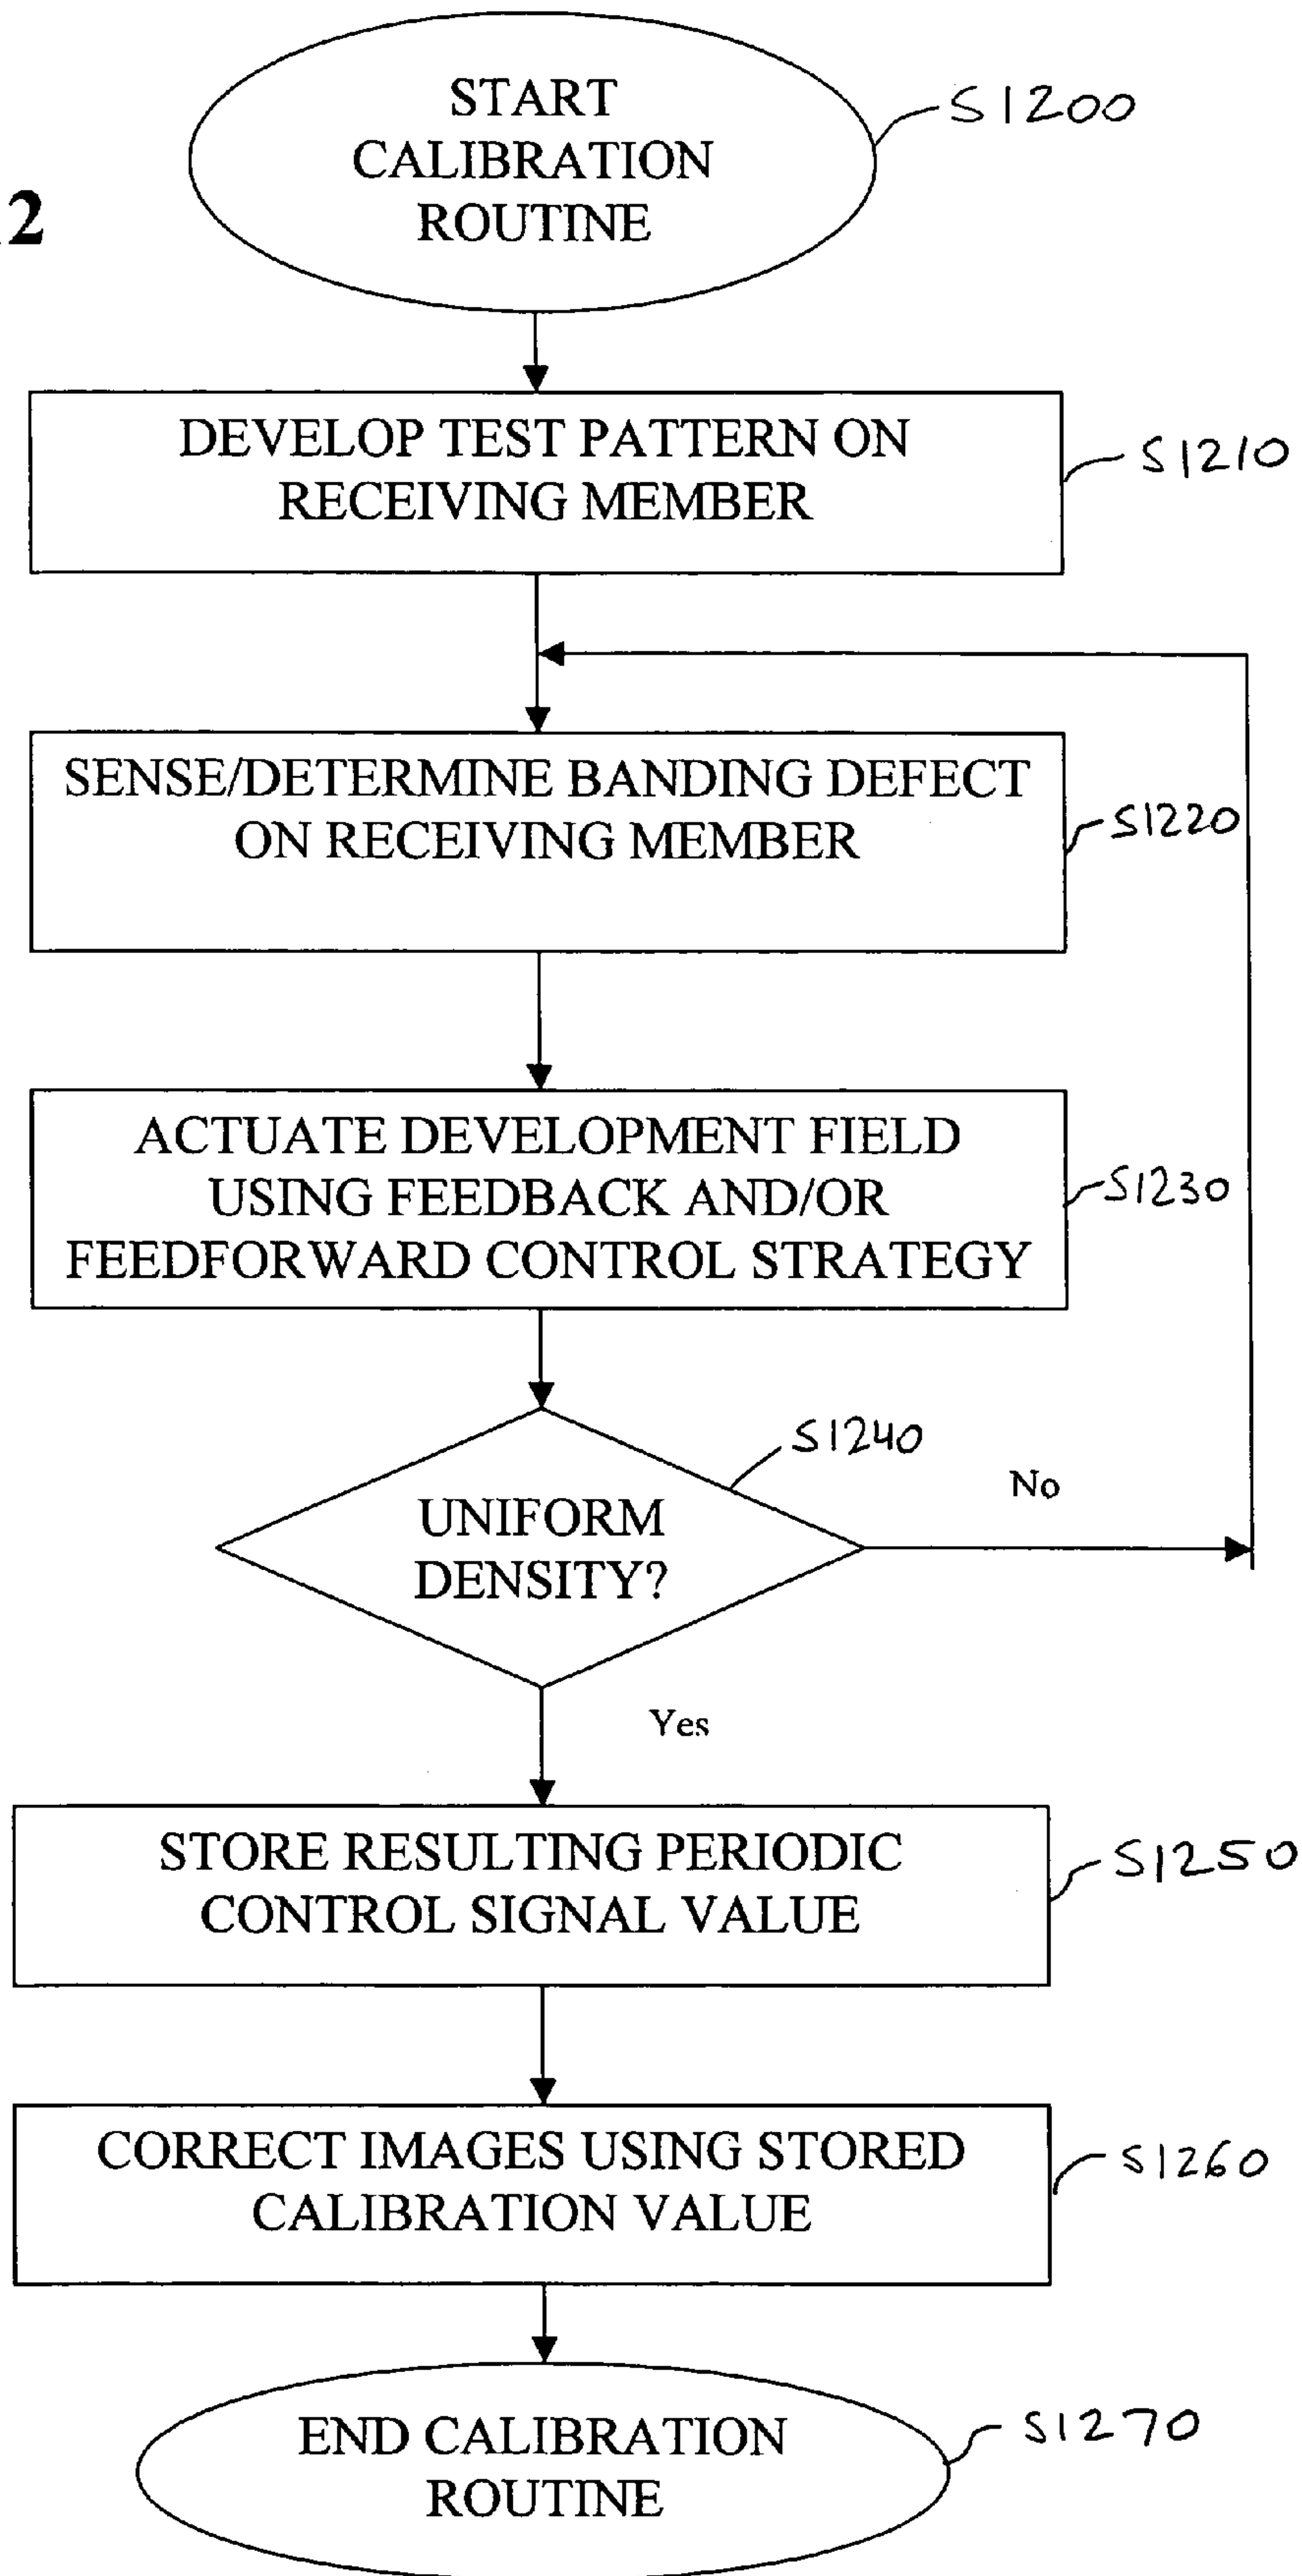 START
CALIBRATION
ROUTINE
S1200
2
DEVELOP TEST PATTERN ON
RECEIVING MEMBER
S1210
SENSE/DETERMINE BANDING DEFECT
ON RECEIVING MEMBER
S1220
ACTUATE DEVELOPMENT FIELD
USING FEEDBACK AND/OR
FEEDFORWARD CONTROL STRATEGY
S1230
S1240
UNIFORM
DENSITY?
No
Yes
STORE RESULTING PERIODIC
CONTROL SIGNAL VALUE
S1250
CORRECT IMAGES USING STORED
CALIBRATION VALUE
S1260
END CALIBRATION
ROUTINE
S1270